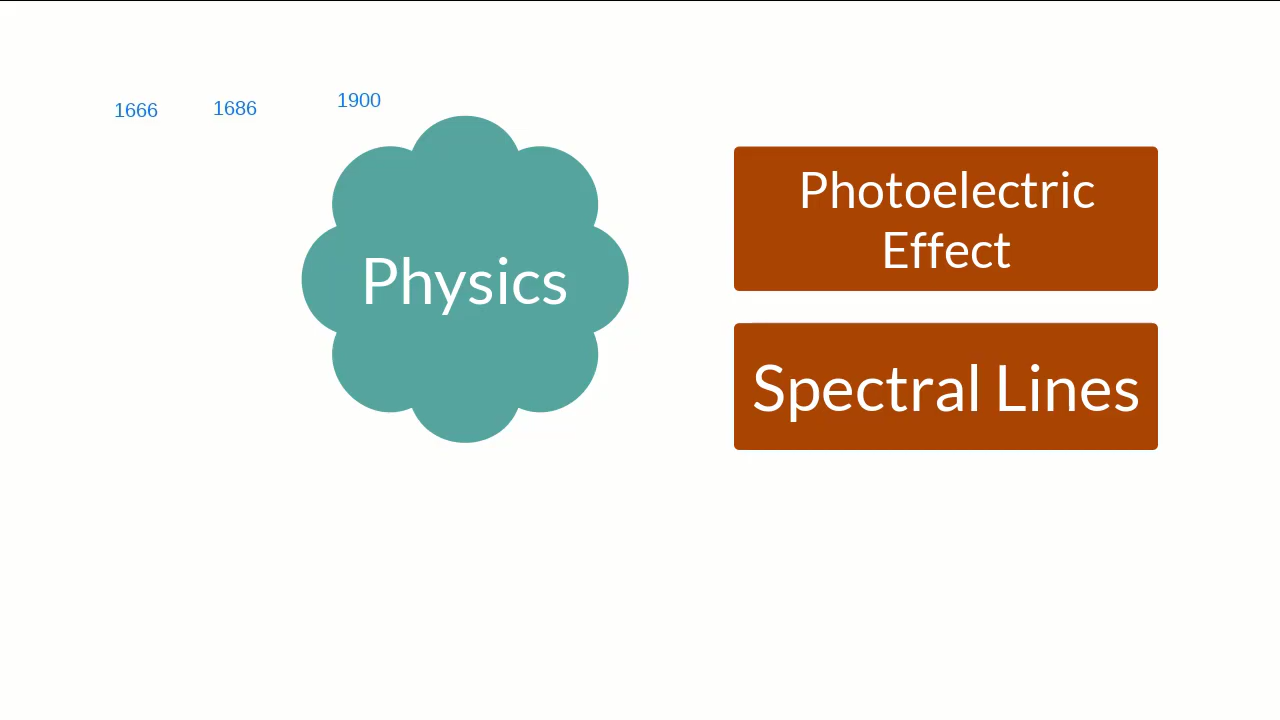 1666
1686
1900
Physics
Photoelectric
Effect
Spectral Lines